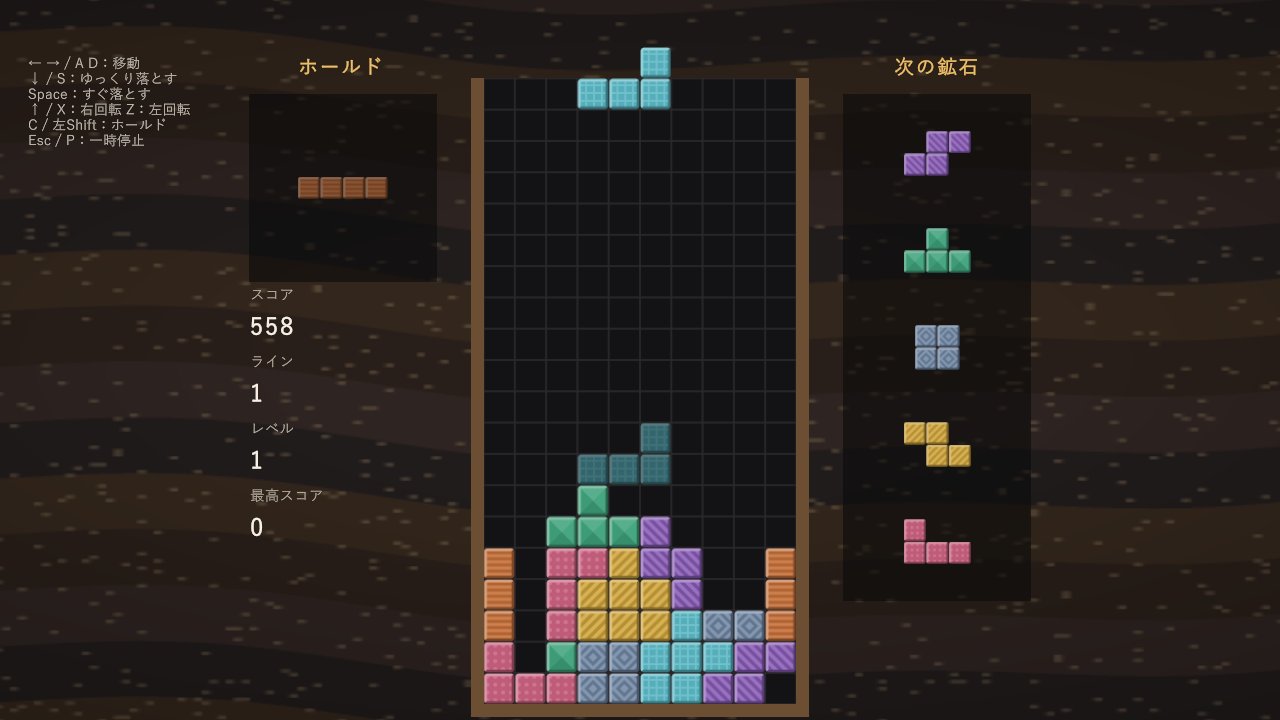 ← → / A D：移動
↓ / S：ゆっくり落とす
Space：すぐ落とす
↑ / X：右回転 Z：左回転
C / 左Shift：ホールド
Esc / P：一時停止
ホールド
スコア
558
ライン
1
レベル
1
最高スコア
0
次の鉱石